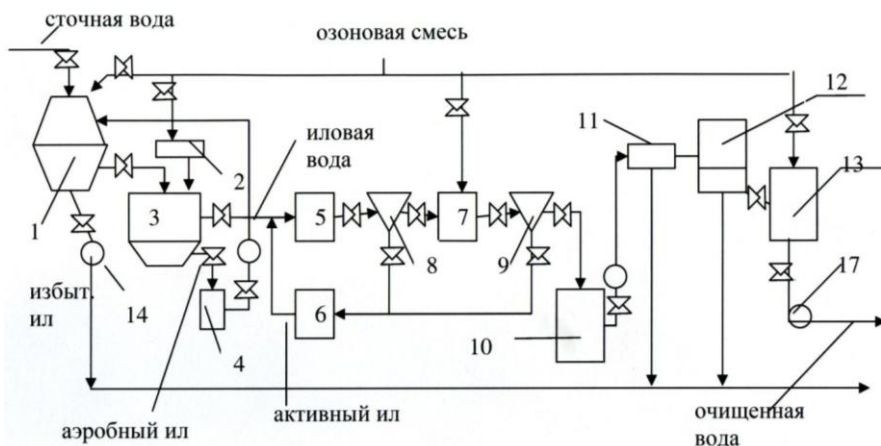 сточная вода
озоновая смесь
12
11
иловая
вода
2
13
3
5
7
1
8
9
17
избыт.
ил
14
6
4
10
активный ил
аэробный ил
очищенная
вода